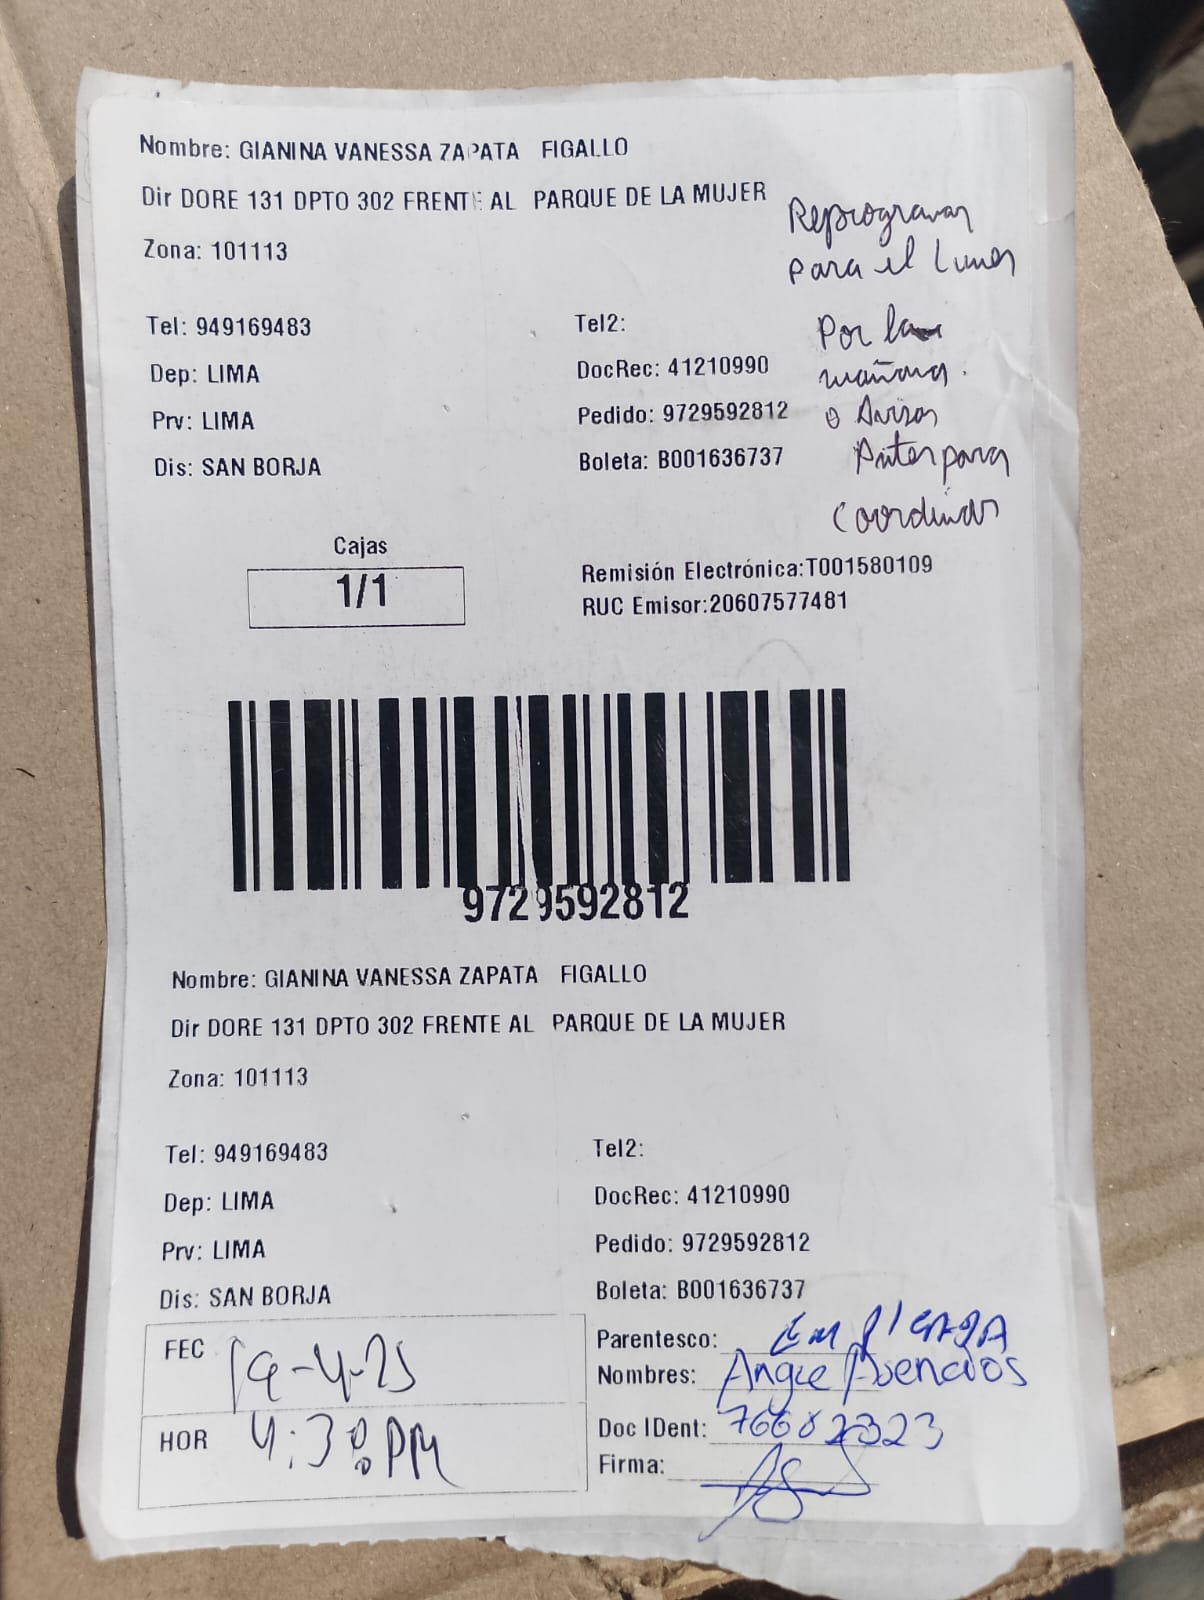 Nombre: GIANINA VANESSA ZAPATA FIGALLO
Dir DORE 131 DPTO 302 FRENTE AL PARQUE DE LA MUJER
Zona: 101113
Reprogramar
para el Lunes
Por la
mañana.
o Avisar
Antes para
Coordinar
Tel: 949169483
Tel2:
Dep: LIMA
DocRec: 41210990
Prv: LIMA
Pedido: 9729592812
Dis: SAN BORJA
Boleta: B001636737
Cajas
1/1
Remisión Electrónica:T001580109
RUC Emisor:20607577481
9729592812
Nombre: GIANINA VANESSA ZAPATA FIGALLO
Dir DORE 131 DPTO 302 FRENTE AL PARQUE DE LA MUJER
Zona: 101113
Tel: 949169483
Tel2:
Dep: LIMA
DocRec: 41210990
Prv: LIMA
Pedido: 9729592812
Dis: SAN BORJA
Boleta: B001636737
FEC 19-4-25
HOR 4:30 PM
Parentesco:
Nombres: Angie
Doc IDent: 76602323
Firma: